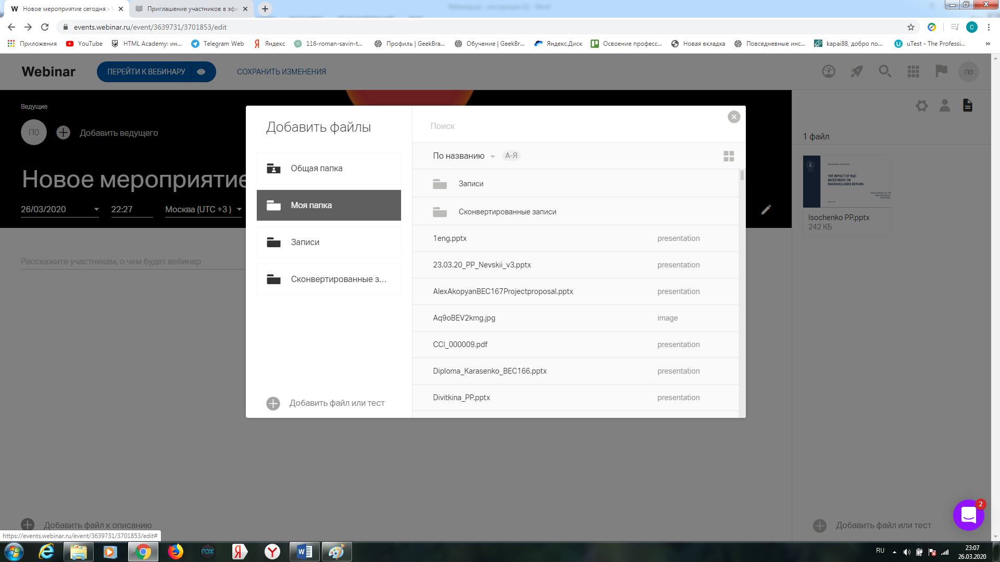 Новое мероприятие сегодня -
Приглашение участников в эфи
events.webinar.ru/event/3639731/3701853/edit
C
Приложения
YouTube
HTML Academy: ин...
Telegram Web
Яндекс
116-roman-savin-t...
Профиль | GeekBra...
Обучение | GeekBr...
Яндекс.Диск
Освоение професс...
Новая вкладка
Повседневные инс...
kapai88, добро по...
uTest - The Professi...
Webinar
ПЕРЕЙТИ К ВЕБИНАРУ
СОХРАНИТЬ ИЗМЕНЕНИЯ
ПО
Ведущие
ПО
Добавить ведущего
Новое мероприятие
26/03/2020
22:27
Москва (UTC +3 )
Расскажите участникам, о чем будет вебинар
Добавить файл к описанию
https://events.webinar.ru/event/3639731/3701853/edit#
Добавить файлы
Общая папка
Моя папка
Записи
Сконвертированные з...
Добавить файл или тест
Поиск
По названию
А-Я
Записи
Сконвертированные записи
1eng.pptx presentation
23.03.20_PP_Nevskii_v3.pptx presentation
AlexAkopyanBEC167Projectproposal.pptx presentation
Aq9oBEV2kmg.jpg image
CCI_000009.pdf presentation
Diploma_Karasenko_BEC166.pptx presentation
Divitkina_PP.pptx presentation
1 файл
THE IMPACT OF R&D
INVESTMENT ON
SHAREHOLDERS RETURN
Isochenko PP.pptx
242 КБ
2
Добавить файл или тест
nox
RU
23:07
26.03.2020